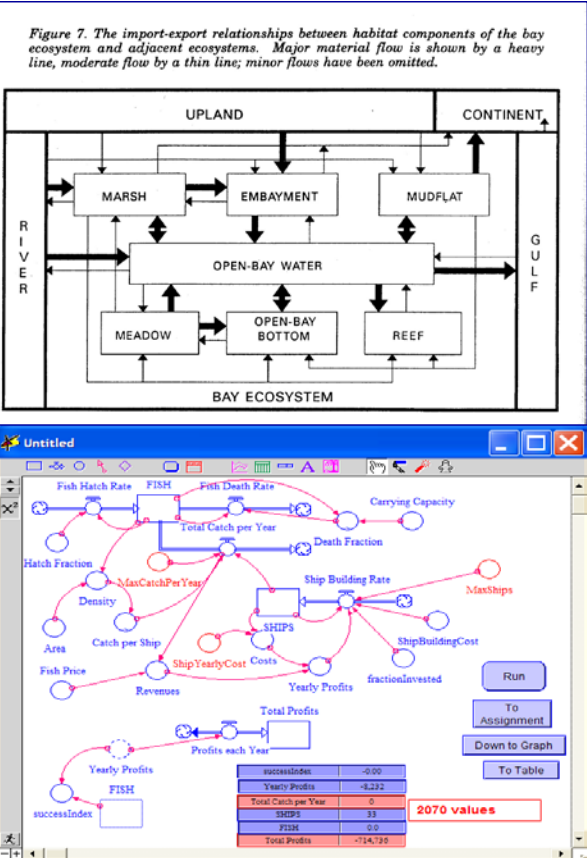 Figure 7. The import-export relationships between habitat components of the bay
ecosystem and adjacent ecosystems. Major material flow is shown by a heavy
line, moderate flow by a thin line; minor flows have been omitted.
UPLAND
CONTINENT
RIVER
MARSH
EMBAYMENT
MUDFLAT
GULF
OPEN-BAY WATER
MEADOW
OPEN-BAY
BOTTOM
REEF
BAY ECOSYSTEM
Untitled
A
x²
Fish Hatch Rate
FISH
Fish Death Rate
Carrying Capacity
Total Catch per Year
Death Fraction
Hatch Fraction
MaxCatchPerYear
Ship Building Rate
MaxShips
Density
SHIPS
Area
Catch per Ship
ShipBuildingCost
Fish Price
ShipYearlyCost
Costs
fractionInvested
Revenues
Yearly Profits
Run
Total Profits
To
Assignment
Profits each Year
Down to Graph
Yearly Profits
FISH
To Table
successIndex
successIndex -0.00
Yearly Profits -8,232
Total Catch per Year 0
SHIPS 33
FISH 0.0
Total Profits -714,736
2070 values